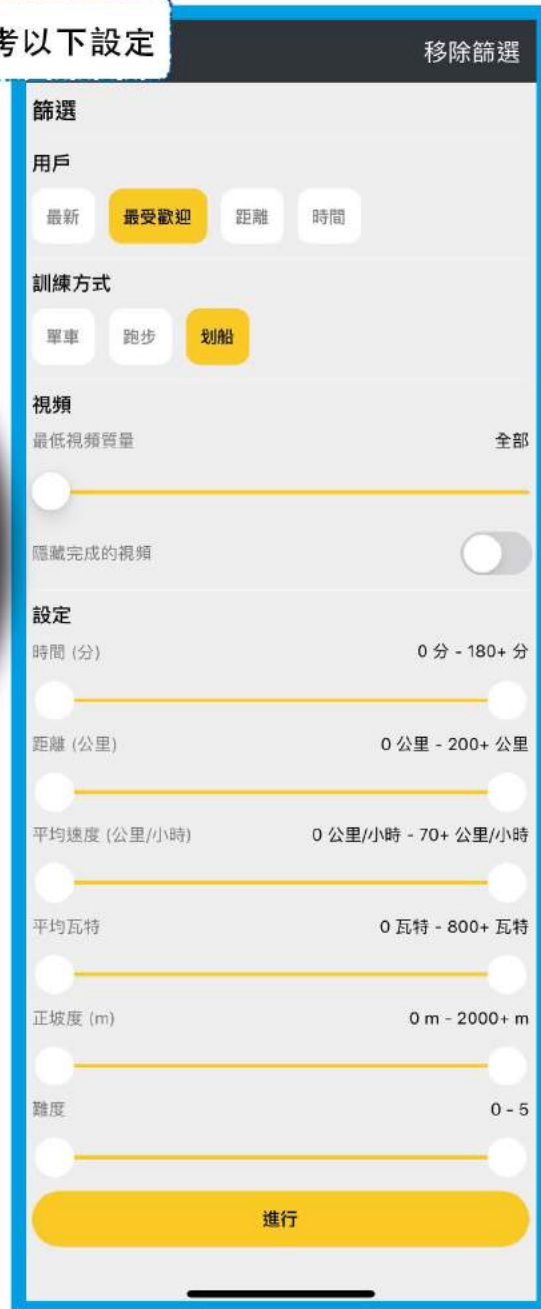 考以下設定
移除篩選
篩選
用戶
最新 最受歡迎 距離 時間
訓練方式
單車 跑步 划船
視頻
最低視頻質量 全部
隱藏完成的視頻
設定
時間 (分) 0 分 - 180+ 分
距離 (公里) 0 公里 - 200+ 公里
平均速度 (公里/小時) 0 公里/小時 - 70+ 公里/小時
平均瓦特 0 瓦特 - 800+ 瓦特
正坡度 (m) 0 m - 2000+ m
難度 0 - 5
進行